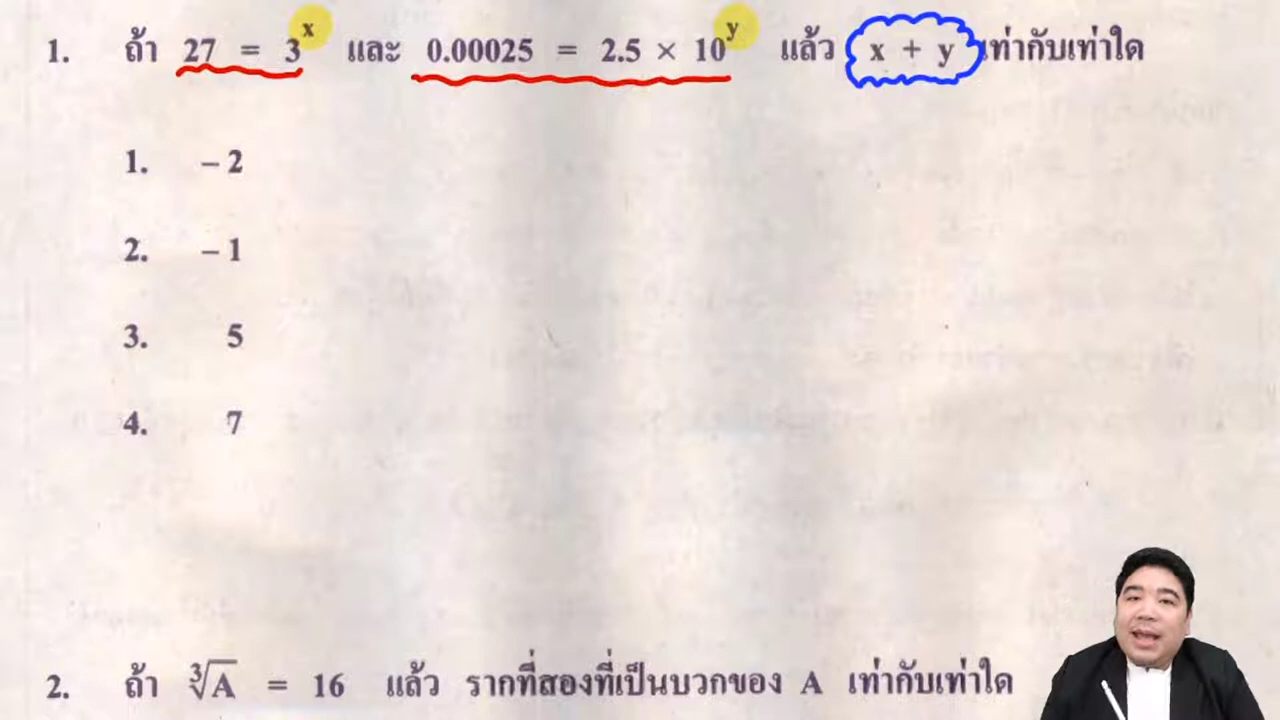 1. ถ้า 27 = 3^x และ 0.00025 = 2.5 × 10^y แล้ว x + y เท่ากับเท่าใด
1. – 2
2. – 1
3. 5
4. 7
2. ถ้า ∛A = 16 แล้ว รากที่สองที่เป็นบวกของ A เท่ากับเท่าใด